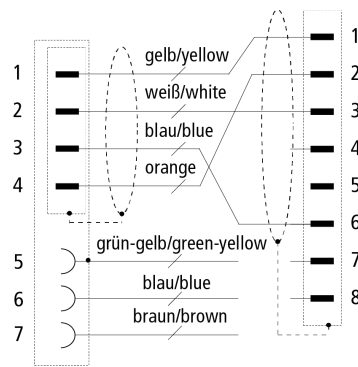 gelb/yellow
weiß/white
blau/blue
orange
grün-gelb/green-yellow
blau/blue
braun/brown
1
2
3
4
5
6
7
1
2
3
4
5
6
7
8